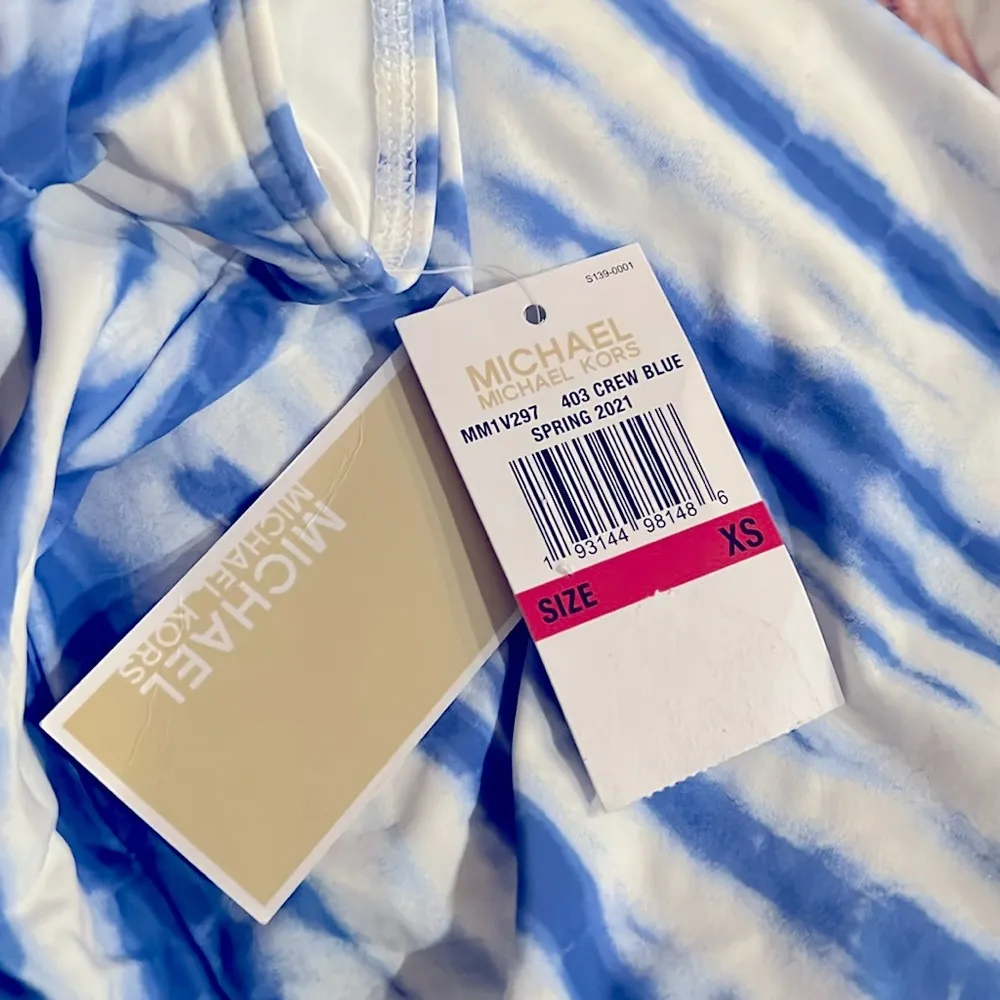 S139-0001
MICHAEL
MICHAEL KORS
MM1V297 403 CREW BLUE
SPRING 2021
1 93144 98148 6
SIZE XS
MICHAEL
MICHAEL KORS